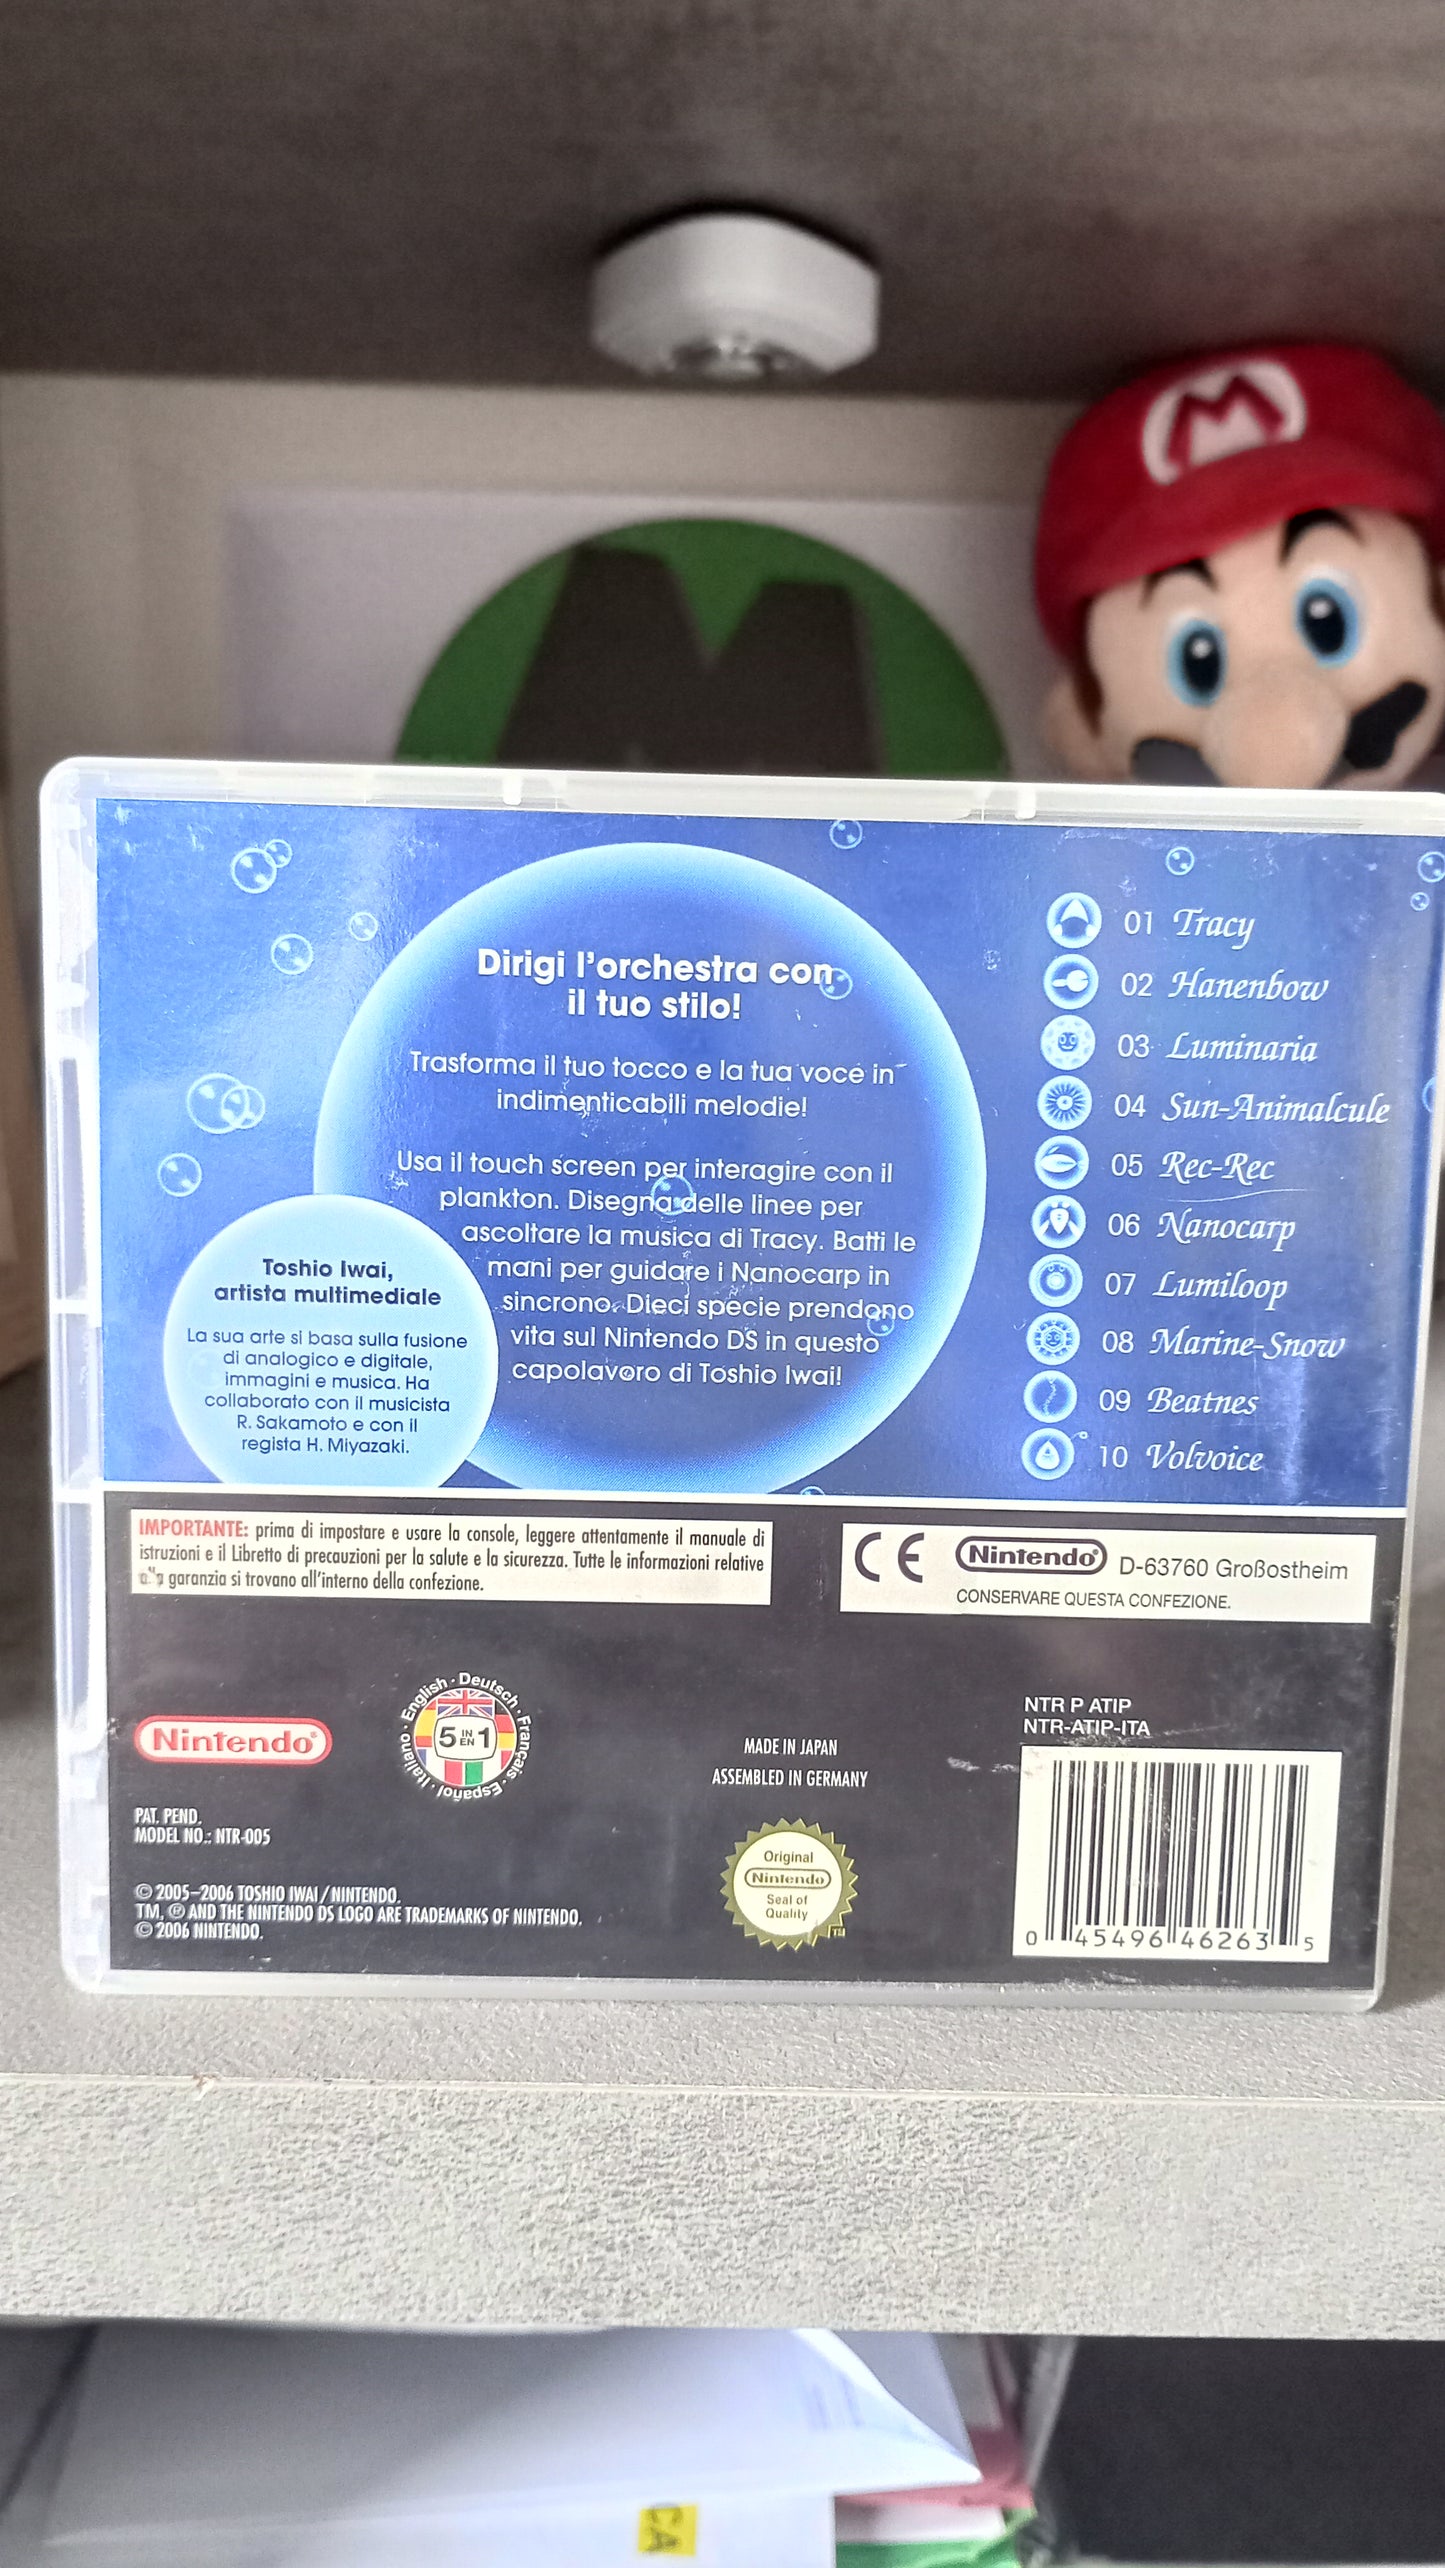 M
M
Dirigi l'orchestra con
il tuo stilo!
Trasforma il tuo tocco e la tua voce in
indimenticabili melodie!
Usa il touch screen per interagire con il
plankton. Disegna delle linee per
ascoltare la musica di Tracy. Batti le
mani per guidare i Nanocarp in
sincrono. Dieci specie prendono
vita sul Nintendo DS in questo
capolavoro di Toshio Iwai!
Toshio Iwai,
artista multimediale
La sua arte si basa sulla fusione
di analogico e digitale,
immagini e musica. Ha
collaborato con il musicista
R. Sakamoto e con il
regista H. Miyazaki.
01 Tracy
02 Hanenbow
03 Luminaria
04 Sun-Animalcule
05 Rec-Rec
06 Nanocarp
07 Lumiloop
08 Marine-Snow
09 Beatnes
10 Volvoice
IMPORTANTE: prima di impostare e usare la console, leggere attentamente il manuale di
istruzioni e il Libretto di precauzioni per la salute e la sicurezza. Tutte le informazioni relative
alla garanzia si trovano all'interno della confezione.
CE Nintendo® D-63760 Großostheim
CONSERVARE QUESTA CONFEZIONE.
Nintendo®
English · Deutsch · Français · Español · Italiano ·
5 IN EN 1
PAT. PEND.
MODEL NO.: NTR-005
© 2005–2006 TOSHIO IWAI/NINTENDO.
TM, ® AND THE NINTENDO DS LOGO ARE TRADEMARKS OF NINTENDO.
© 2006 NINTENDO.
MADE IN JAPAN
ASSEMBLED IN GERMANY
Original
Nintendo
Seal of
Quality
TM
NTR P ATIP
NTR-ATIP-ITA
0 45496 46263 5
CA